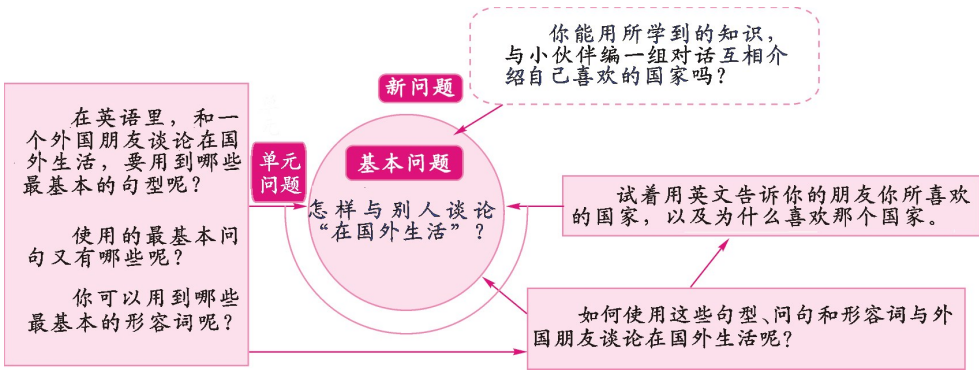 你能用所学到的知识，
与小伙伴编一组对话互相介
绍自己喜欢的国家吗？
新问题
在英语里，和一
个外国朋友谈论在国
外生活，要用到哪些
最基本的句型呢？
使用的最基本问
句又有哪些呢？
你可以用到哪些
最基本的形容词呢？
单元
问题
基本问题
怎样与别人谈论
“在国外生活”？
试着用英文告诉你的朋友你所喜欢
的国家，以及为什么喜欢那个国家。
如何使用这些句型、问句和形容词与外
国朋友谈论在国外生活呢？